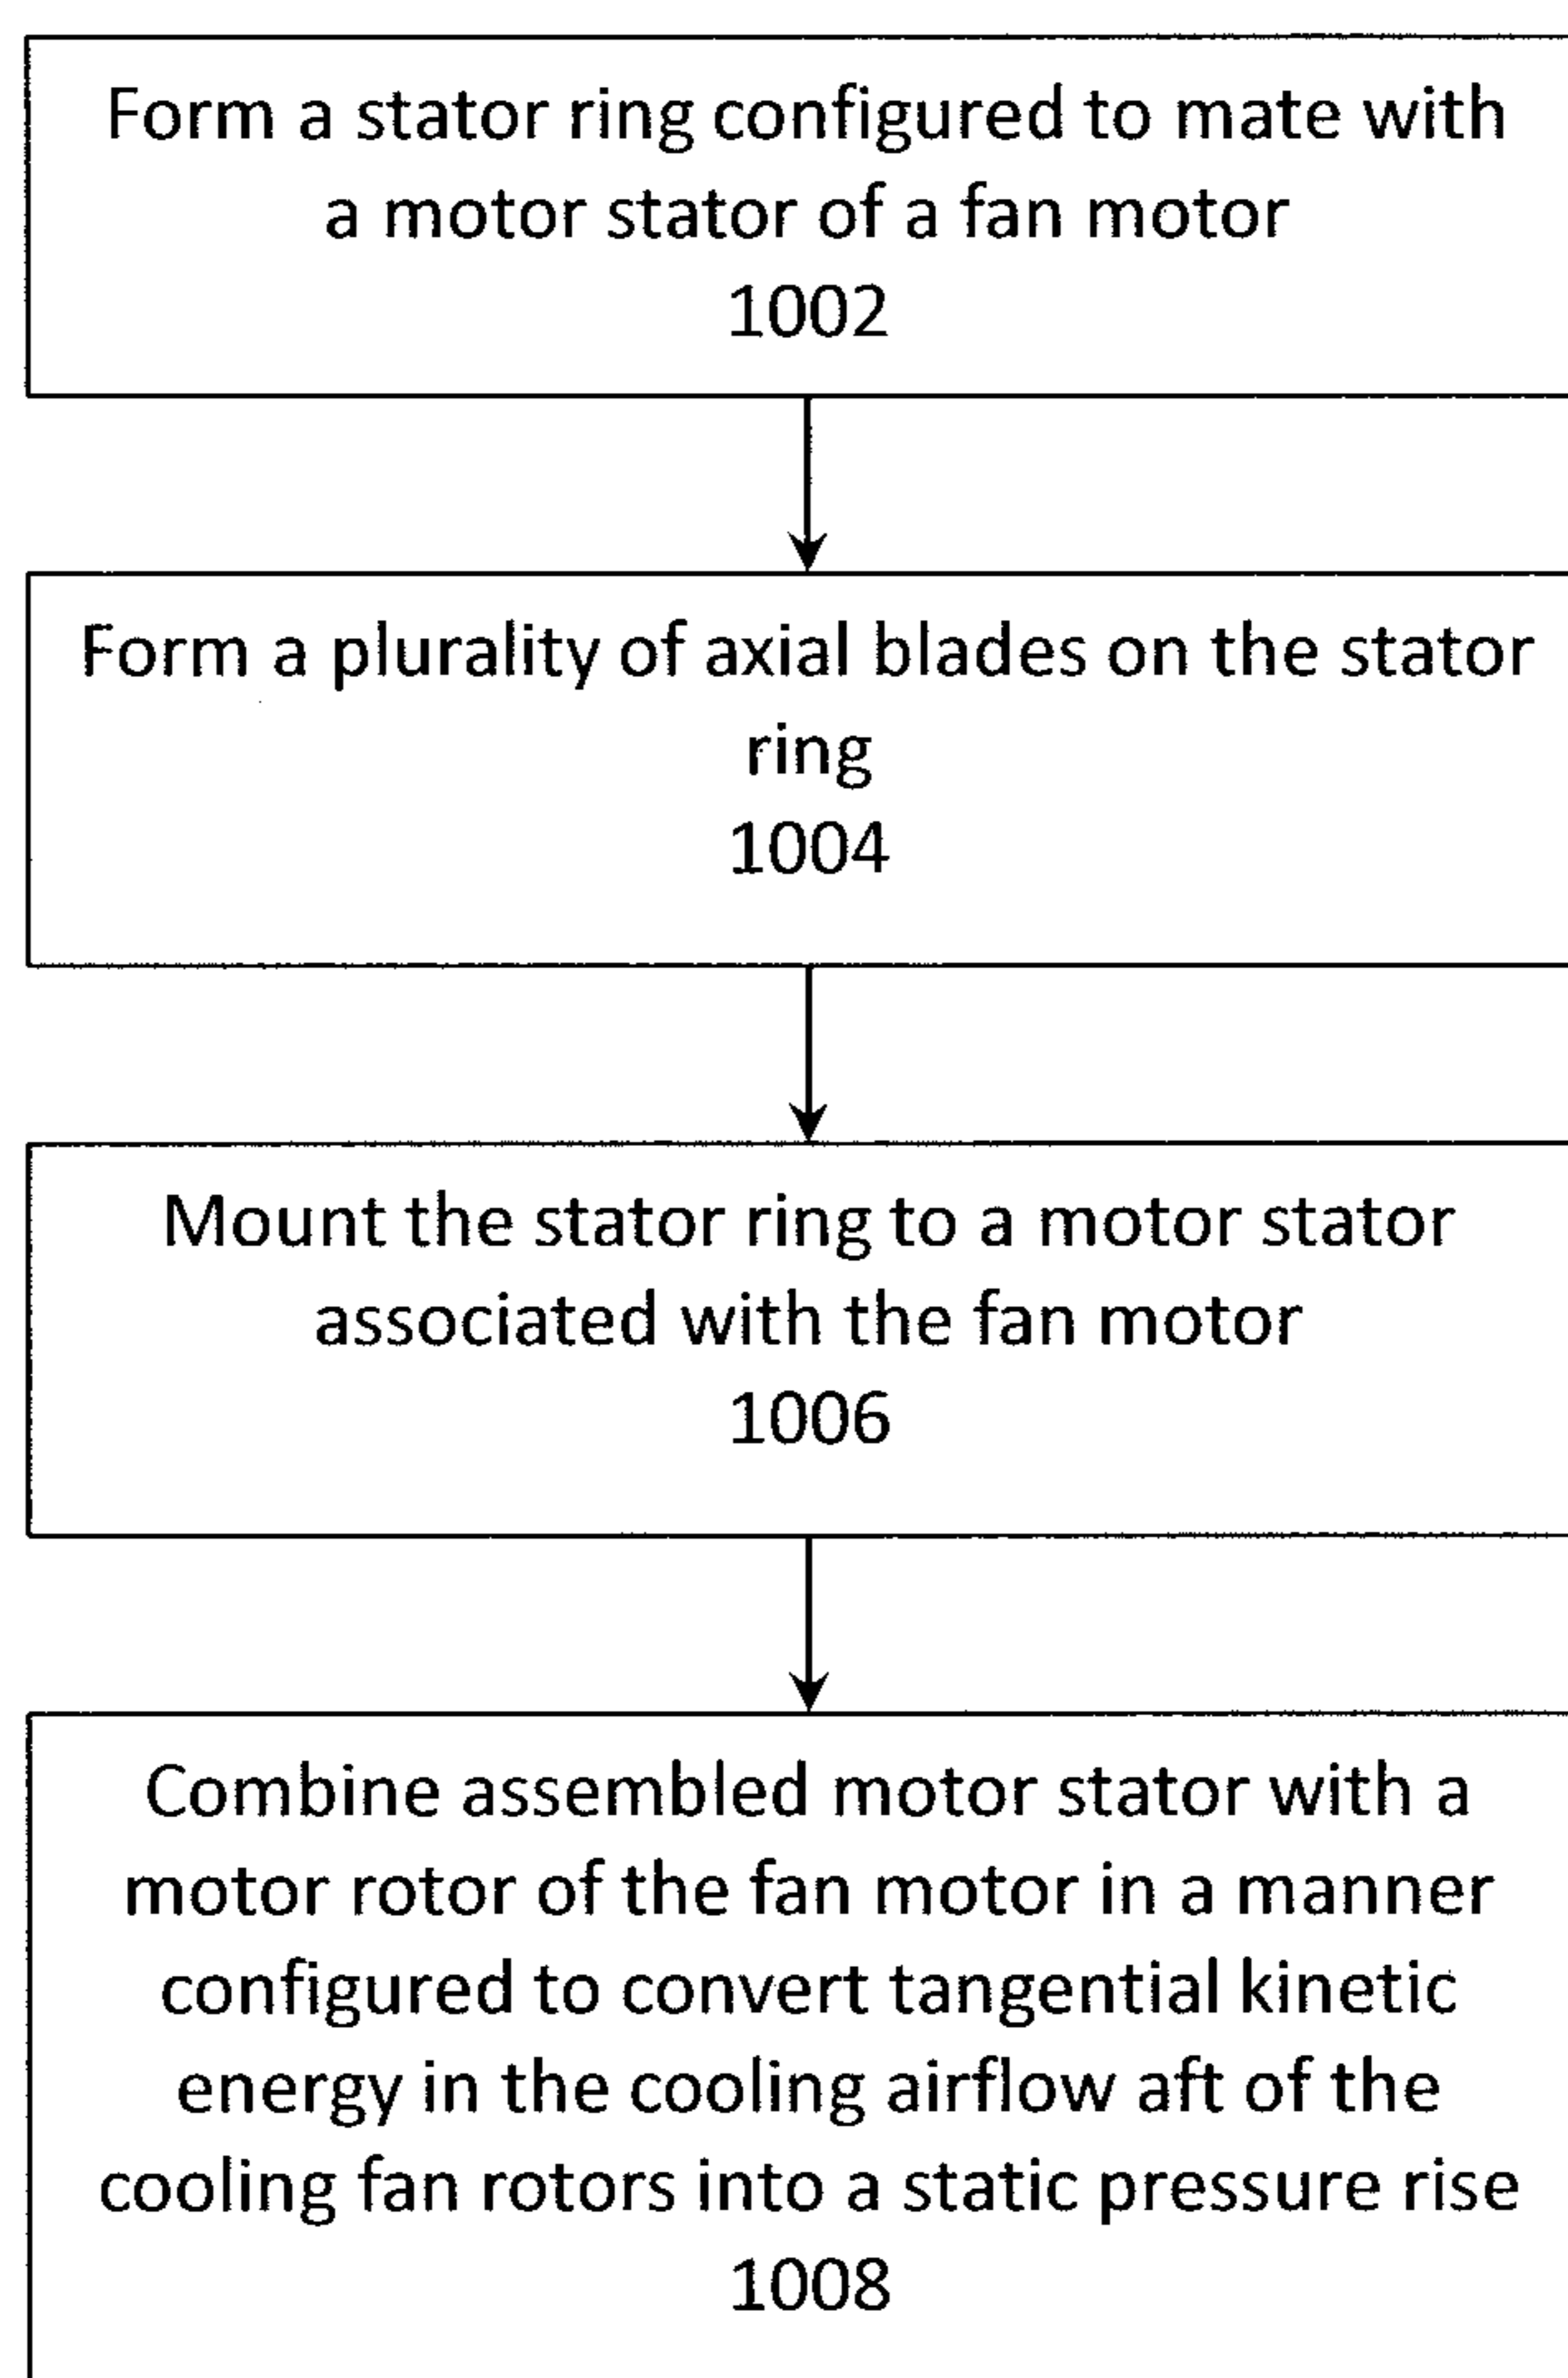 Form a stator ring configured to mate with
a motor stator of a fan motor
1002
Form a plurality of axial blades on the stator
ring
1004
Mount the stator ring to a motor stator
associated with the fan motor
1006
Combine assembled motor stator with a
motor rotor of the fan motor in a manner
configured to convert tangential kinetic
energy in the cooling airflow aft of the
cooling fan rotors into a static pressure rise
1008